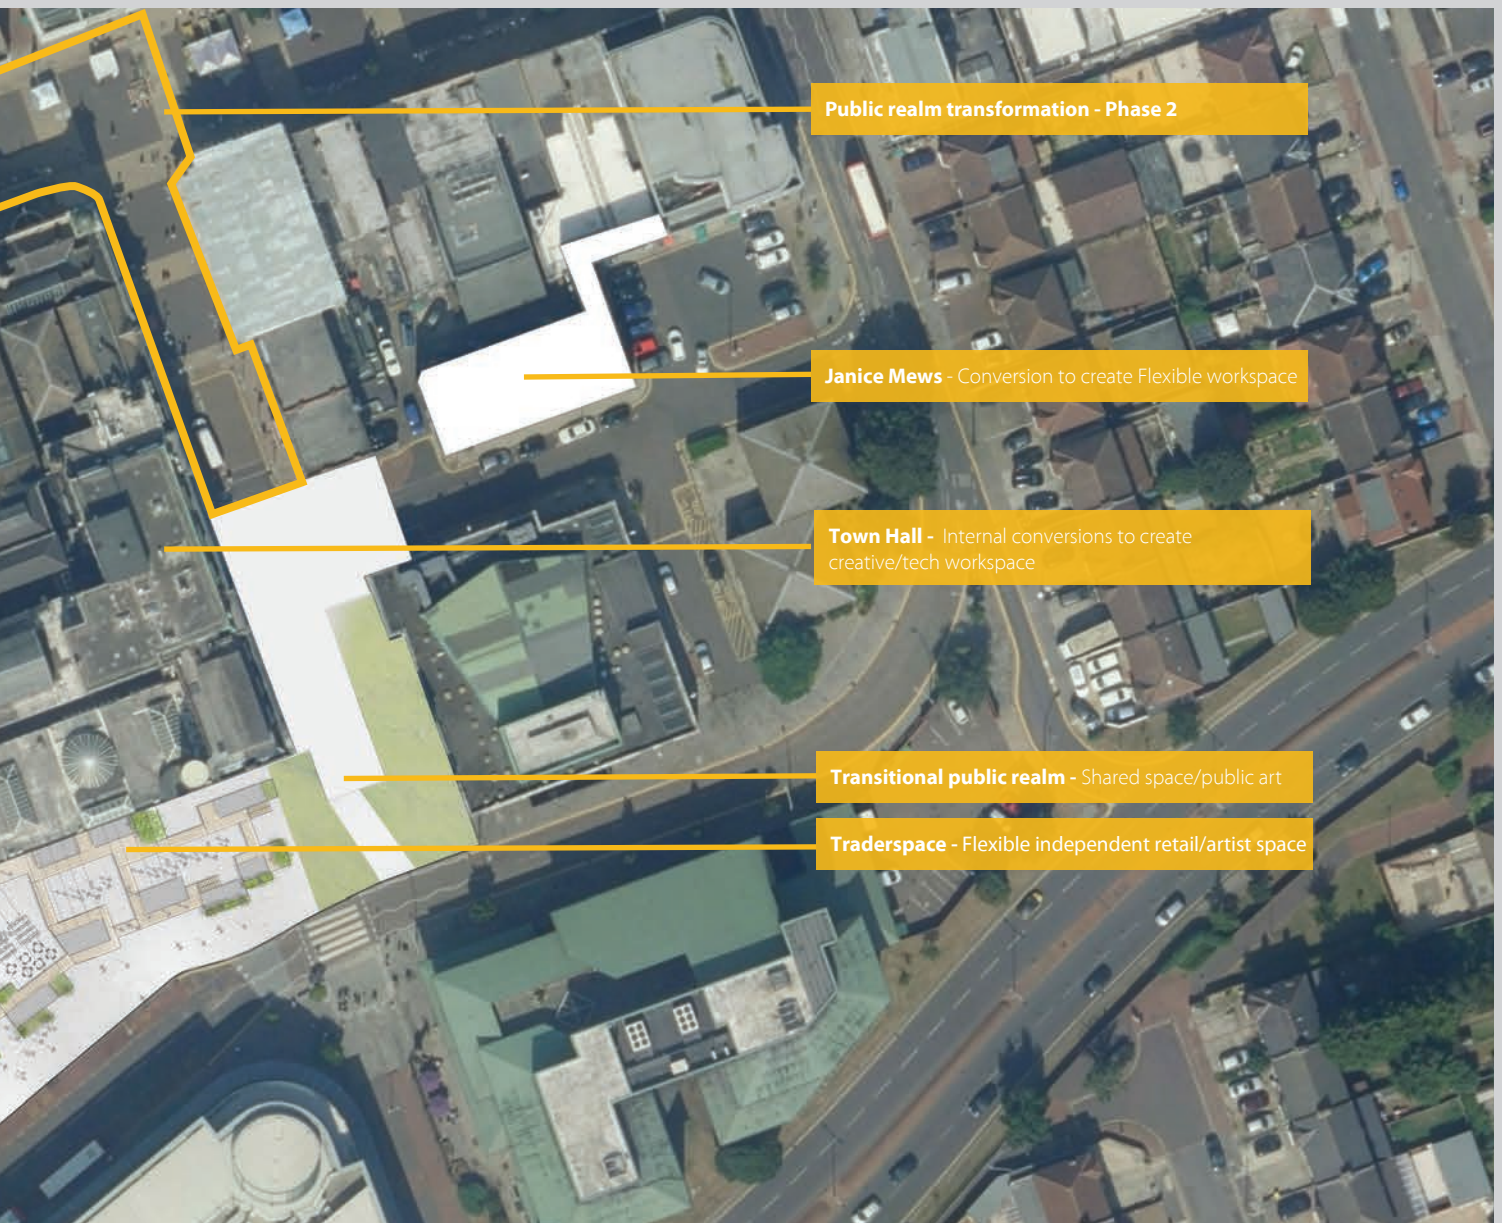 Public realm transformation - Phase 2
Janice Mews - Conversion to create Flexible workspace
Town Hall - Internal conversions to create
creative/tech workspace
Transitional public realm - Shared space/public art
Traderspace - Flexible independent retail/artist space